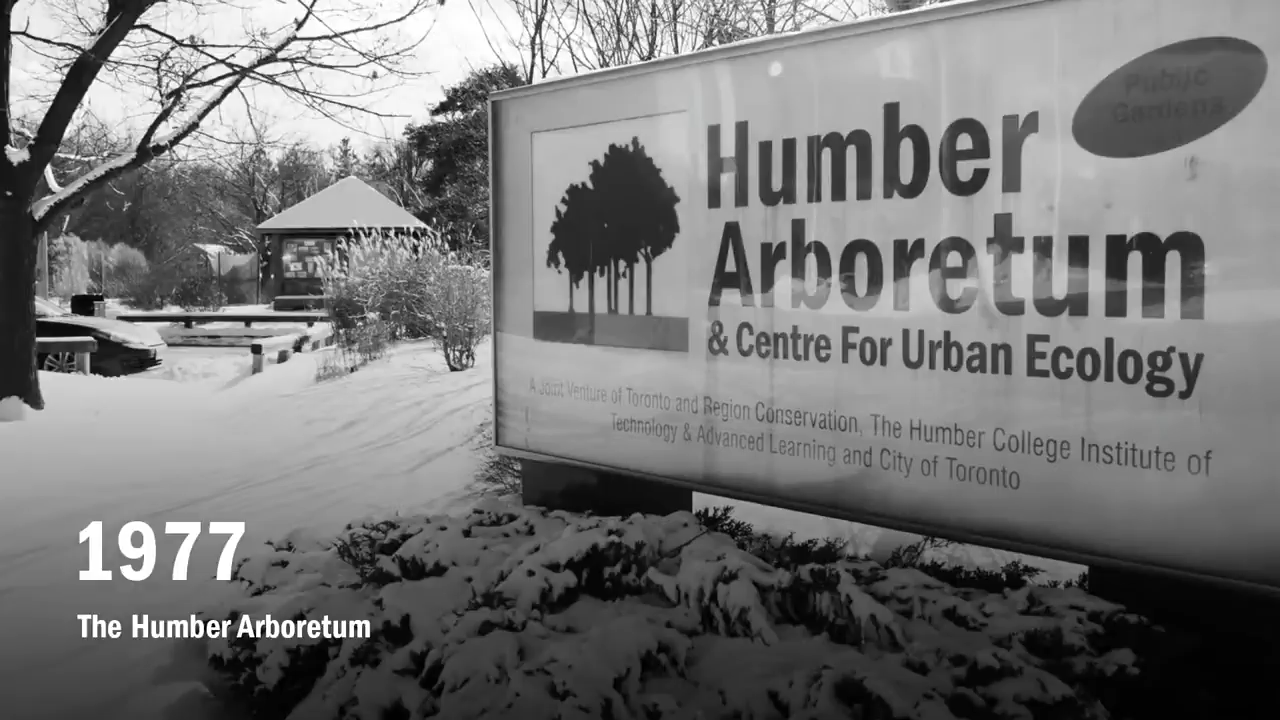 Public
Gardens
Humber
Arboretum
& Centre For Urban Ecology
A Joint Venture of Toronto and Region Conservation, The Humber College Institute of
Technology & Advanced Learning and City of Toronto
1977
The Humber Arboretum